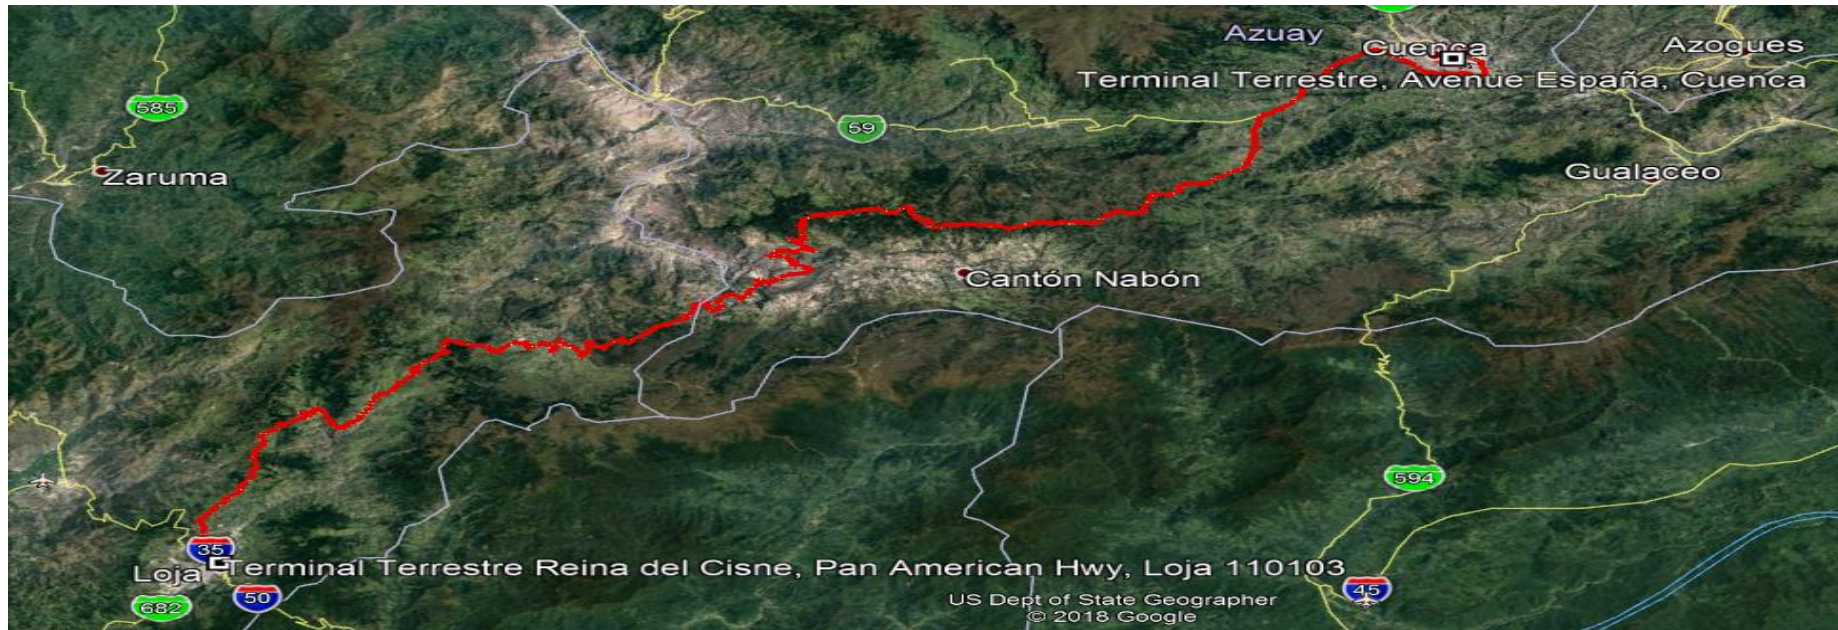 Azuay
Cuenca
Azogues
Terminal Terrestre, Avenue España, Cuenca
585
59
Zaruma
Gualaceo
Cantón Nabón
594
35
Terminal Terrestre Reina del Cisne, Pan American Hwy, Loja 110103
Loja
50
682
45
US Dept of State Geographer
© 2018 Google